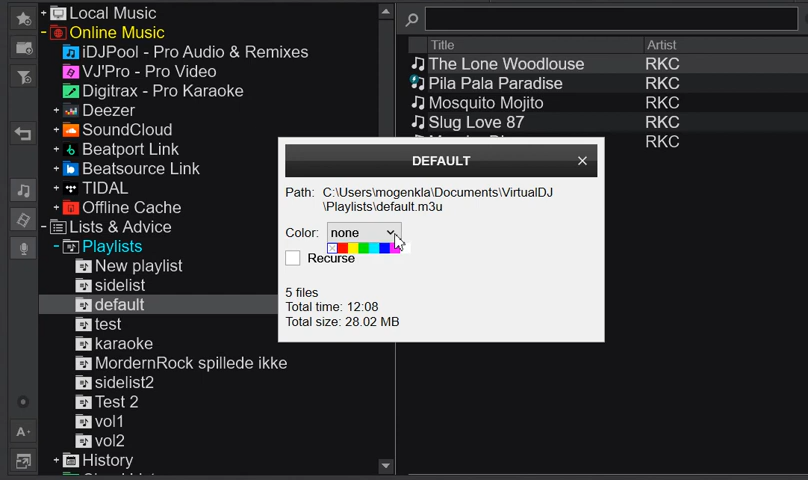 Local Music
Online Music
iDJPool - Pro Audio & Remixes
VJ'Pro - Pro Video
Digitrax - Pro Karaoke
Deezer
SoundCloud
Beatport Link
Beatsource Link
TIDAL
Offline Cache
Lists & Advice
Playlists
New playlist
sidelist
default
test
karaoke
MordernRock spillede ikke
sidelist2
Test 2
vol1
vol2
History
A+
Title Artist
The Lone Woodlouse RKC
Pila Pala Paradise RKC
Mosquito Mojito RKC
Slug Love 87 RKC
RKC
DEFAULT
Path: C:\Users\mogenkla\Documents\VirtualDJ
\Playlists\default.m3u
Color: none
Recurse
5 files
Total time: 12:08
Total size: 28.02 MB